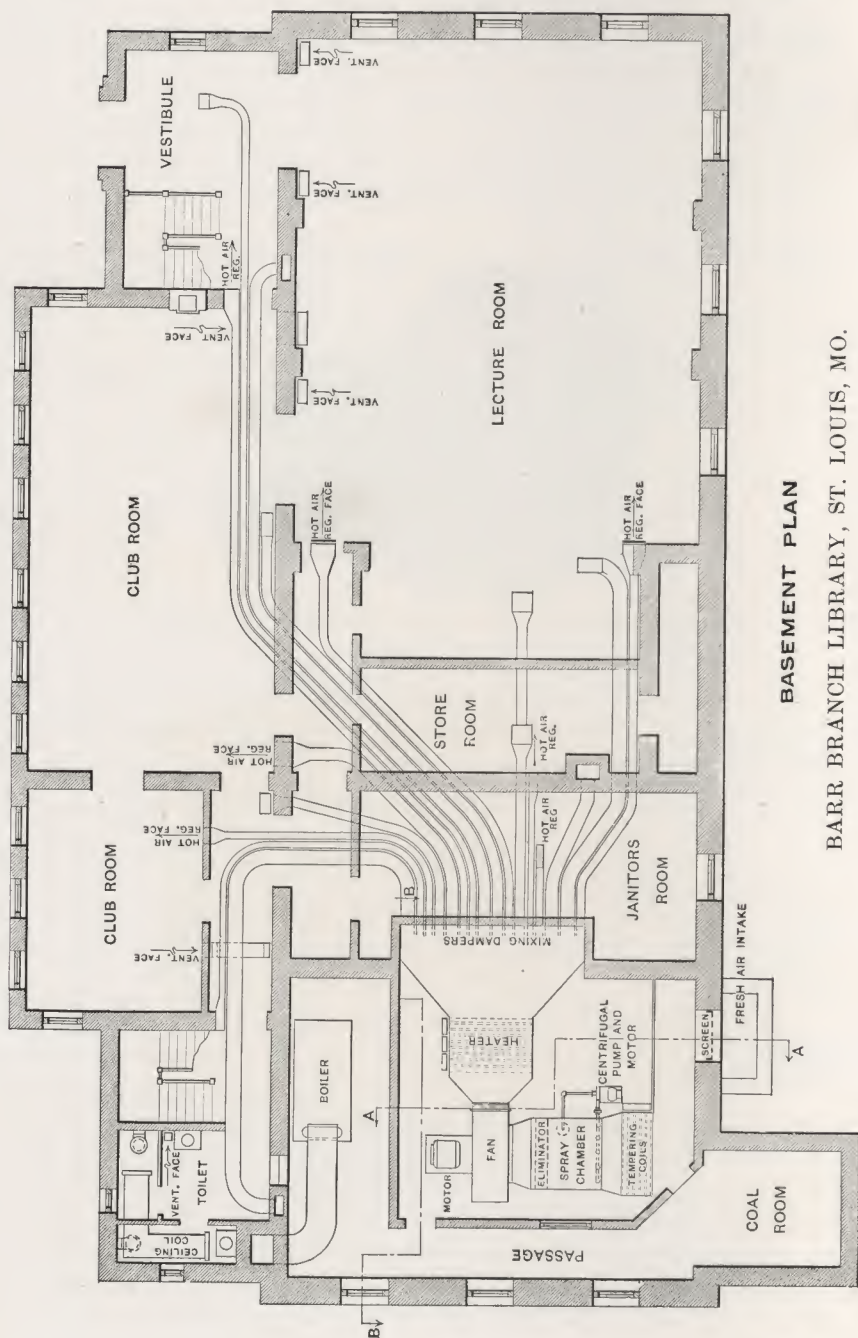 VESTIBULE
HOT AIR
REG.
VENT. FACE
VENT. FACE
VENT. FACE
VENT. FACE
CLUB ROOM
LECTURE ROOM
HOT AIR
REG. FACE
HOT AIR
REG. FACE
STORE
ROOM
HOT AIR
REG.
HOT AIR
REG. FACE
CLUB ROOM
HOT AIR
REG. FACE
VENT. FACE
HOT AIR
REG
JANITORS
ROOM
B
MIXING DAMPERS
HEATER
BOILER
A
FAN
MOTOR
ELIMINATOR
SPRAY
CHAMBER
TEMPERING
COILS
CENTRIFUGAL
PUMP AND
MOTOR
SCREEN
FRESH AIR INTAKE
A
TOILET
VENT. FACE
CEILING
COIL
PASSAGE
COAL
ROOM
B
BASEMENT PLAN
BARR BRANCH LIBRARY, ST. LOUIS, MO.